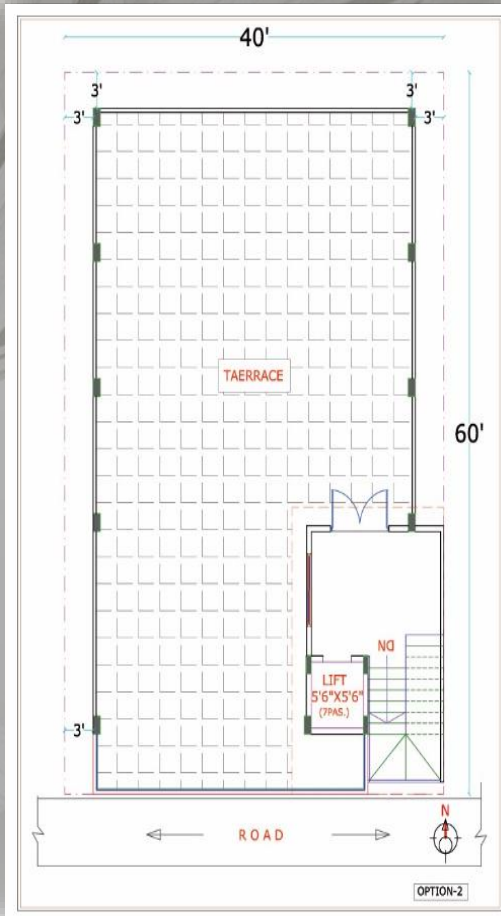 40'
3'
3'
3'
3'
TAERRACE
60'
DN
LIFT
5'6"X5'6"
(7PAS.)
3'
ROAD
N
OPTION-2